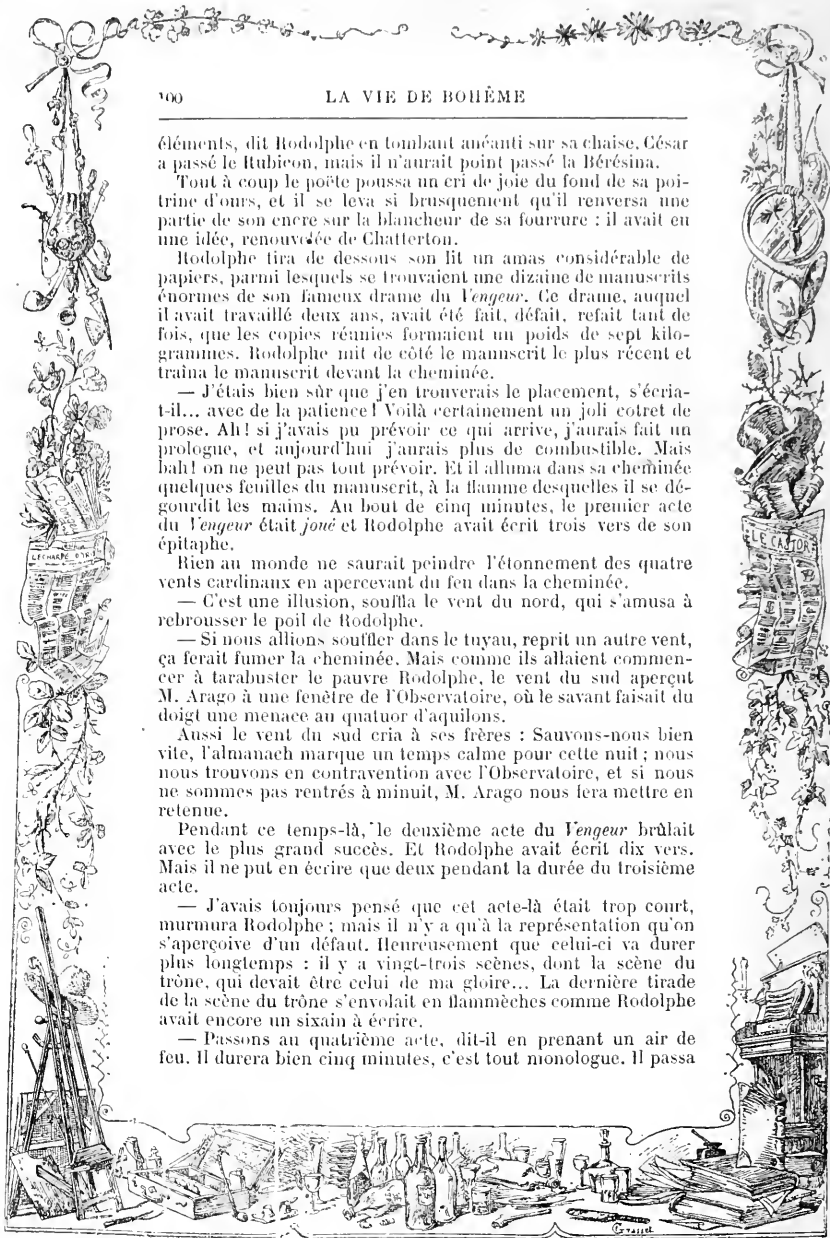 100 LA VIE DE BOHÊME
éléments, dit Rodolphe en tombant anéanti sur sa chaise. César
a passé le Rubicon, mais il n'aurait point passé la Bérésina.
Tout à coup le poëte poussa un cri de joie du fond de sa poi-
trine d'ours, et il se leva si brusquement qu'il renversa une
partie de son encre sur la blancheur de sa fourrure : il avait eu
une idée, renouvelée de Chatterton.
Rodolphe tira de dessous son lit un amas considérable de
papiers, parmi lesquels se trouvaient une dizaine de manuscrits
énormes de son fameux drame du Vengeur. Ce drame, auquel
il avait travaillé deux ans, avait été fait, défait, refait tant de
fois, que les copies réunies formaient un poids de sept kilo-
grammes. Rodolphe mit de côté le manuscrit le plus récent et
traîna le manuscrit devant la cheminée.
— J'étais bien sûr que j'en trouverais le placement, s'écria-
t-il... avec de la patience ! Voilà certainement un joli cotret de
prose. Ah ! si j'avais pu prévoir ce qui arrive, j'aurais fait un
prologue, et aujourd'hui j'aurais plus de combustible. Mais
bah ! on ne peut pas tout prévoir. Et il alluma dans sa cheminée
quelques feuilles du manuscrit, à la flamme desquelles il se dé-
gourdit les mains. Au bout de cinq minutes, le premier acte
du Vengeur était joué et Rodolphe avait écrit trois vers de son
épitaphe.
Rien au monde ne saurait peindre l'étonnement des quatre
vents cardinaux en apercevant du feu dans la cheminée.
— C'est une illusion, souffla le vent du nord, qui s'amusa à
rebrousser le poil de Rodolphe.
— Si nous allions souffler dans le tuyau, reprit un autre vent,
ça ferait fumer la cheminée. Mais comme ils allaient commen-
cer à tarabuster le pauvre Rodolphe, le vent du sud aperçut
M. Arago à une fenêtre de l'Observatoire, où le savant faisait du
doigt une menace au quatuor d'aquilons.
Aussi le vent du sud cria à ses frères : Sauvons-nous bien
vite, l'almanach marque un temps calme pour cette nuit ; nous
nous trouvons en contravention avec l'Observatoire, et si nous
ne sommes pas rentrés à minuit, M. Arago nous fera mettre en
retenue.
Pendant ce temps-là, le deuxième acte du Vengeur brûlait
avec le plus grand succès. Et Rodolphe avait écrit dix vers.
Mais il ne put en écrire que deux pendant la durée du troisième
acte.
— J'avais toujours pensé que cet acte-là était trop court,
murmura Rodolphe ; mais il n'y a qu'à la représentation qu'on
s'aperçoive d'un défaut. Heureusement que celui-ci va durer
plus longtemps : il y a vingt-trois scènes, dont la scène du
trône, qui devait être celui de ma gloire... La dernière tirade
de la scène du trône s'envolait en flammèches comme Rodolphe
avait encore un sixain à écrire.
— Passons au quatrième acte, dit-il en prenant un air de
feu. Il durera bien cinq minutes, c'est tout monologue. Il passa
LE CASTOR
Grasset